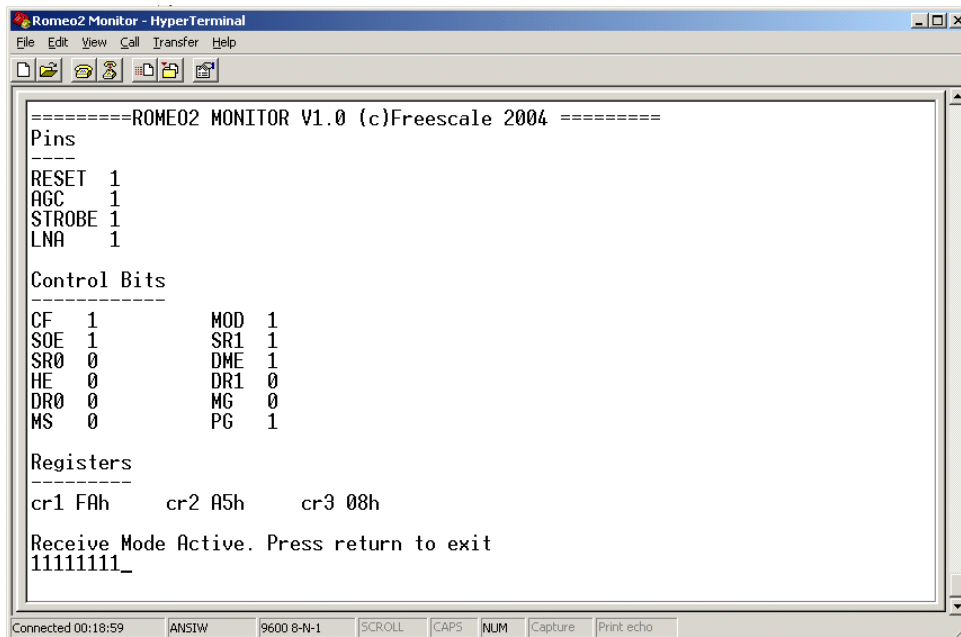 Romeo2 Monitor - HyperTerminal
File Edit View Call Transfer Help
=========ROMEO2 MONITOR V1.0 (c)Freescale 2004 =========
Pins
----
RESET 1
AGC 1
STROBE 1
LNA 1
Control Bits
------------
CF 1 MOD 1
SOE 1 SR1 1
SR0 0 DME 1
HE 0 DR1 0
DR0 0 MG 0
MS 0 PG 1
Registers
---------
cr1 FAh cr2 A5h cr3 08h
Receive Mode Active. Press return to exit
11111111_
Connected 00:18:59 ANSIW 9600 8-N-1 SCROLL CAPS NUM Capture Print echo